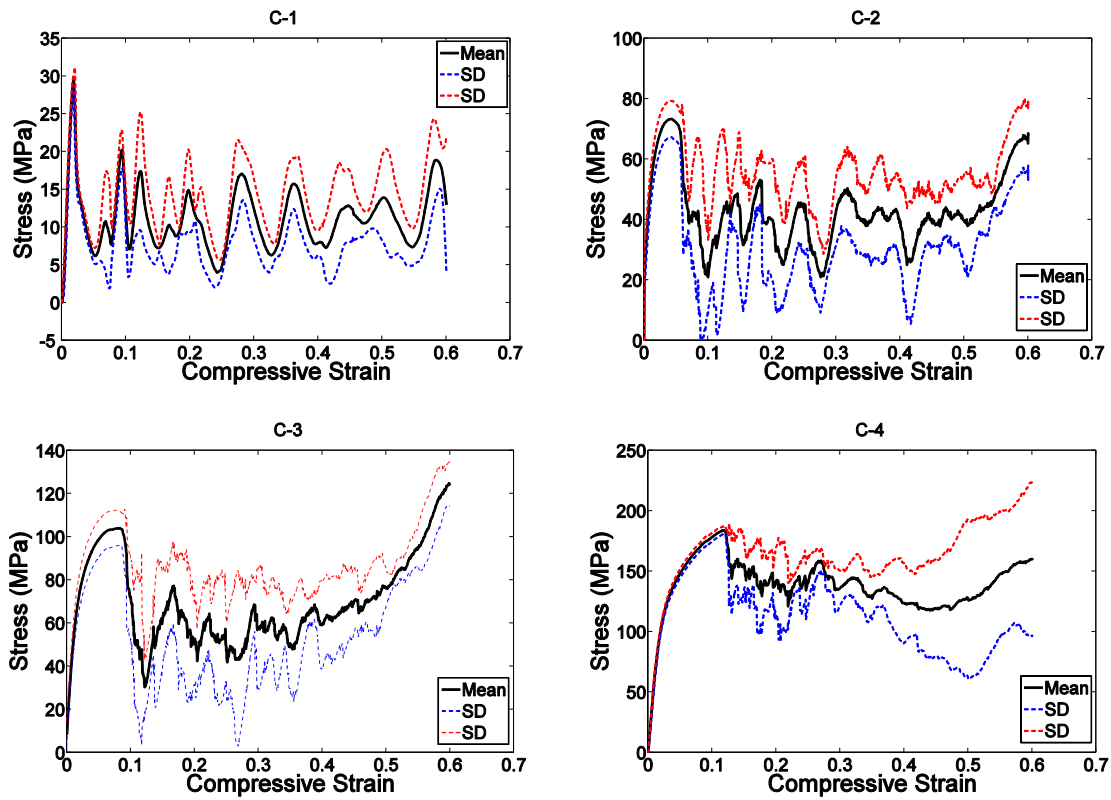 C-1
35
30
25
20
15
10
5
0
-5
Stress (MPa)
Mean
SD
SD
0 0.1 0.2 0.3 0.4 0.5 0.6 0.7
Compressive Strain
C-2
100
80
60
40
20
0
Stress (MPa)
Mean
SD
SD
0 0.1 0.2 0.3 0.4 0.5 0.6 0.7
Compressive Strain
C-3
140
120
100
80
60
40
20
0
Stress (MPa)
Mean
SD
SD
0 0.1 0.2 0.3 0.4 0.5 0.6 0.7
Compressive Strain
C-4
250
200
150
100
50
0
Stress (MPa)
Mean
SD
SD
0 0.1 0.2 0.3 0.4 0.5 0.6 0.7
Compressive Strain